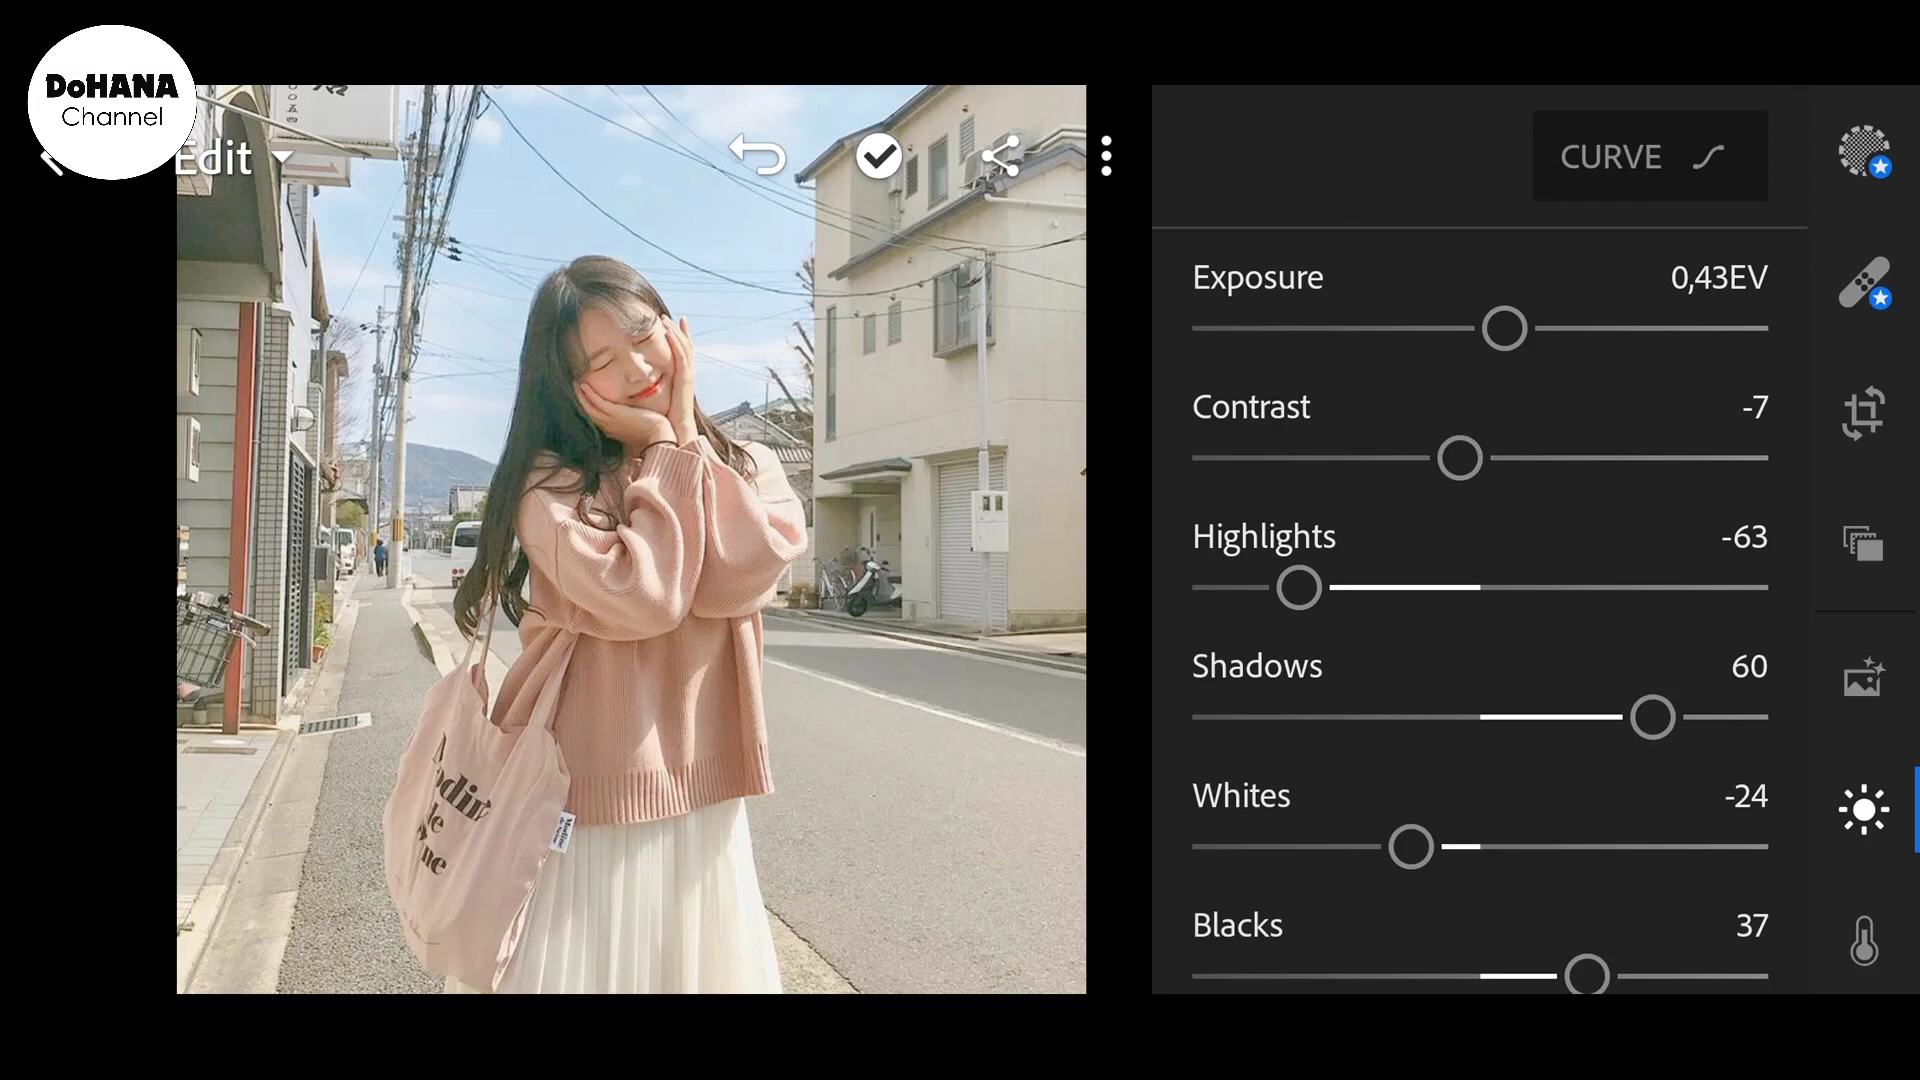 DoHANA
Channel
Edit
CURVE
Exposure 0,43EV
Contrast -7
Highlights -63
Shadows 60
Whites -24
Blacks 37